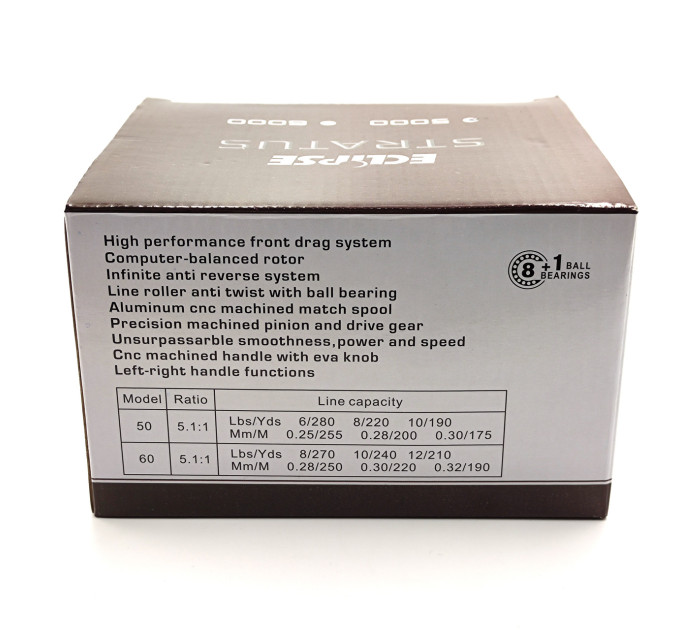 ECLIPSE
STRATUS
5000 6000
High performance front drag system
Computer-balanced rotor
Infinite anti reverse system
Line roller anti twist with ball bearing
Aluminum cnc machined match spool
Precision machined pinion and drive gear
Unsurpassarble smoothness,power and speed
Cnc machined handle with eva knob
Left-right handle functions
8 +1 BALL
BEARINGS
Model Ratio Line capacity
50 5.1:1 Lbs/Yds 6/280 8/220 10/190
Mm/M 0.25/255 0.28/200 0.30/175
60 5.1:1 Lbs/Yds 8/270 10/240 12/210
Mm/M 0.28/250 0.30/220 0.32/190